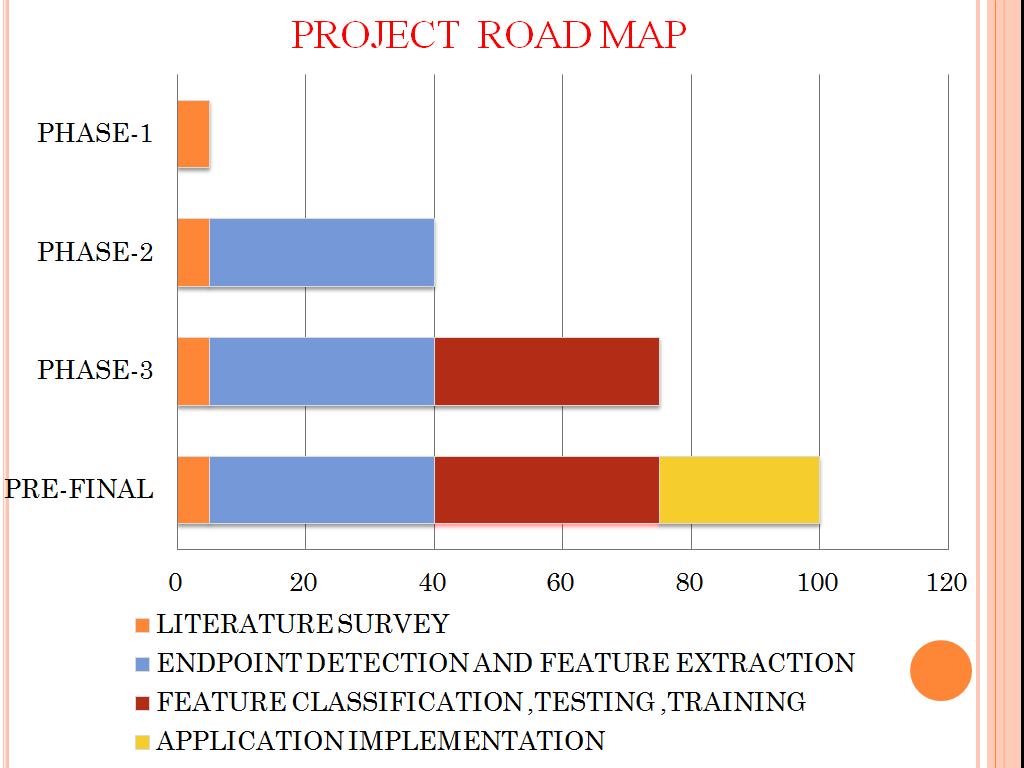 PROJECT ROAD MAP
PHASE-1
PHASE-2
PHASE-3
PRE-FINAL
0 20 40 60 80 100 120
LITERATURE SURVEY
ENDPOINT DETECTION AND FEATURE EXTRACTION
FEATURE CLASSIFICATION ,TESTING ,TRAINING
APPLICATION IMPLEMENTATION